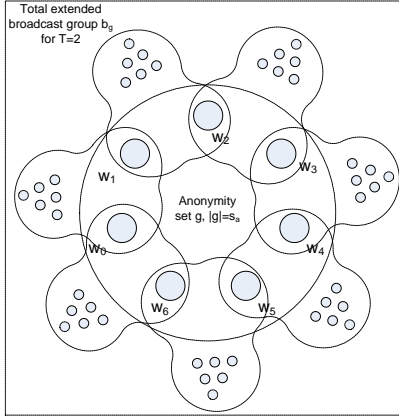 Total extended
broadcast group b_g
for T=2
w_2
w_1
w_3
Anonymity
set g, |g|=s_a
w_0
w_4
w_6
w_5